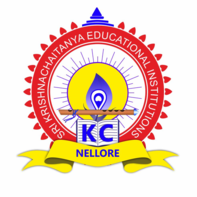 SRI KRISHNACHAITANYA EDUCATIONAL INSTITUTIONS
KC
NELLORE